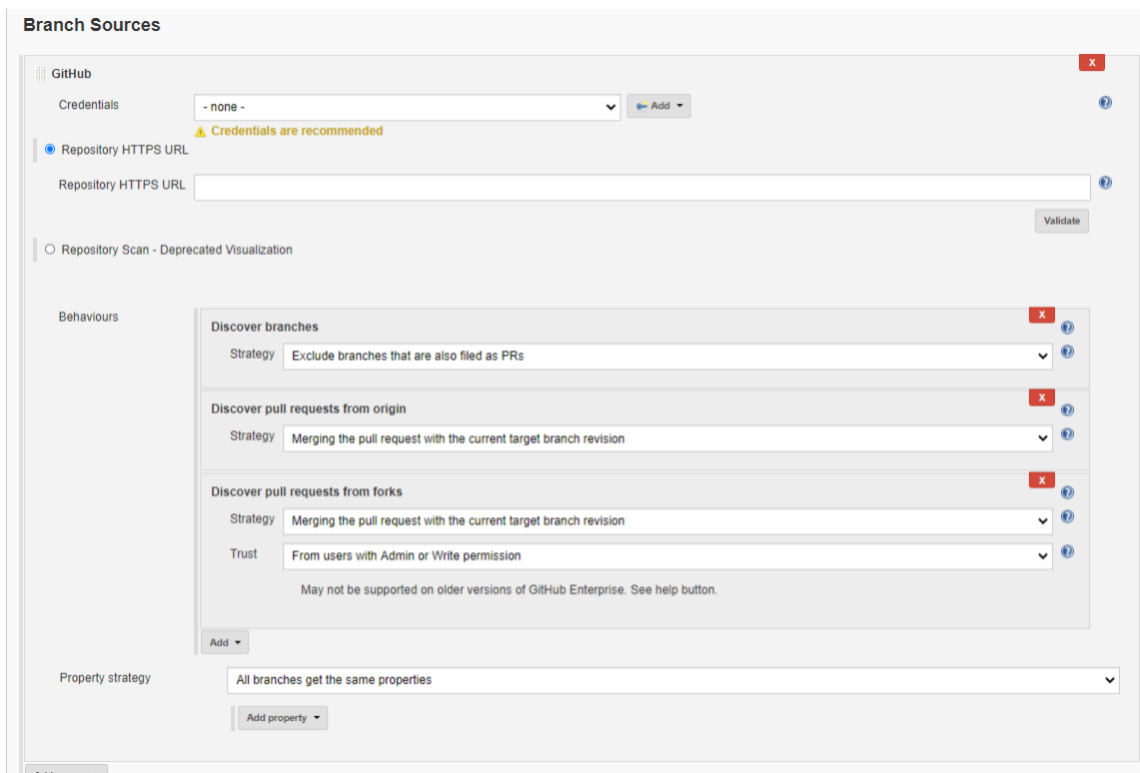 Branch Sources
X
GitHub
Credentials
- none -
Add
Credentials are recommended
Repository HTTPS URL
Repository HTTPS URL
Validate
Repository Scan - Deprecated Visualization
Behaviours
X
Discover branches
Strategy Exclude branches that are also filed as PRs
X
Discover pull requests from origin
Strategy Merging the pull request with the current target branch revision
X
Discover pull requests from forks
Strategy Merging the pull request with the current target branch revision
Trust From users with Admin or Write permission
May not be supported on older versions of GitHub Enterprise. See help button.
Add
Property strategy All branches get the same properties
Add property